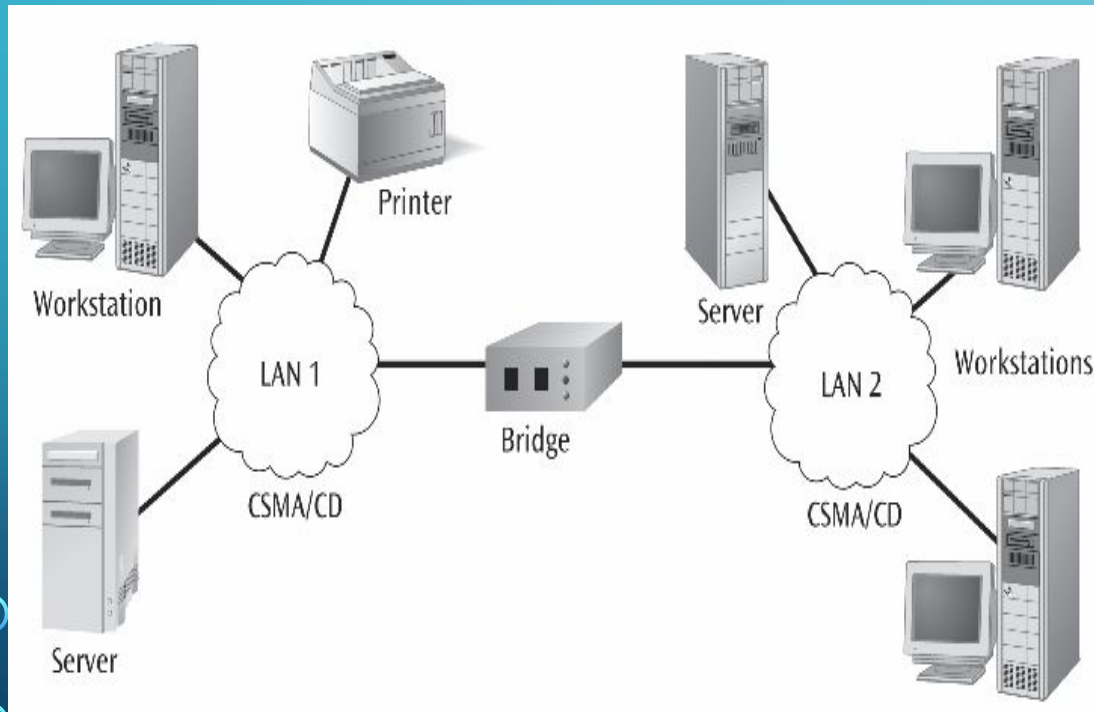 Printer
Workstation
Server
Workstations
LAN 1
LAN 2
Bridge
CSMA/CD
CSMA/CD
Server